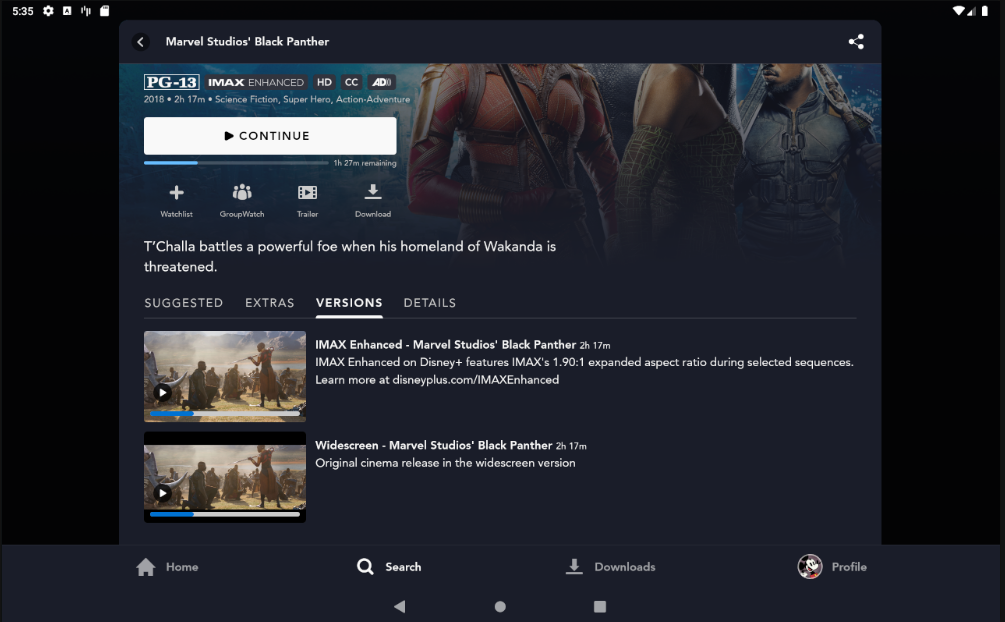 5:35
Marvel Studios' Black Panther
PG-13 IMAX ENHANCED HD CC AD
2018 • 2h 17m • Science Fiction, Super Hero, Action-Adventure
CONTINUE
1h 27m remaining
Watchlist GroupWatch Trailer Download
T'Challa battles a powerful foe when his homeland of Wakanda is
threatened.
SUGGESTED EXTRAS VERSIONS DETAILS
IMAX Enhanced - Marvel Studios' Black Panther 2h 17m
IMAX Enhanced on Disney+ features IMAX's 1.90:1 expanded aspect ratio during selected sequences.
Learn more at disneyplus.com/IMAXEnhanced
Widescreen - Marvel Studios' Black Panther 2h 17m
Original cinema release in the widescreen version
Home Search Downloads Profile